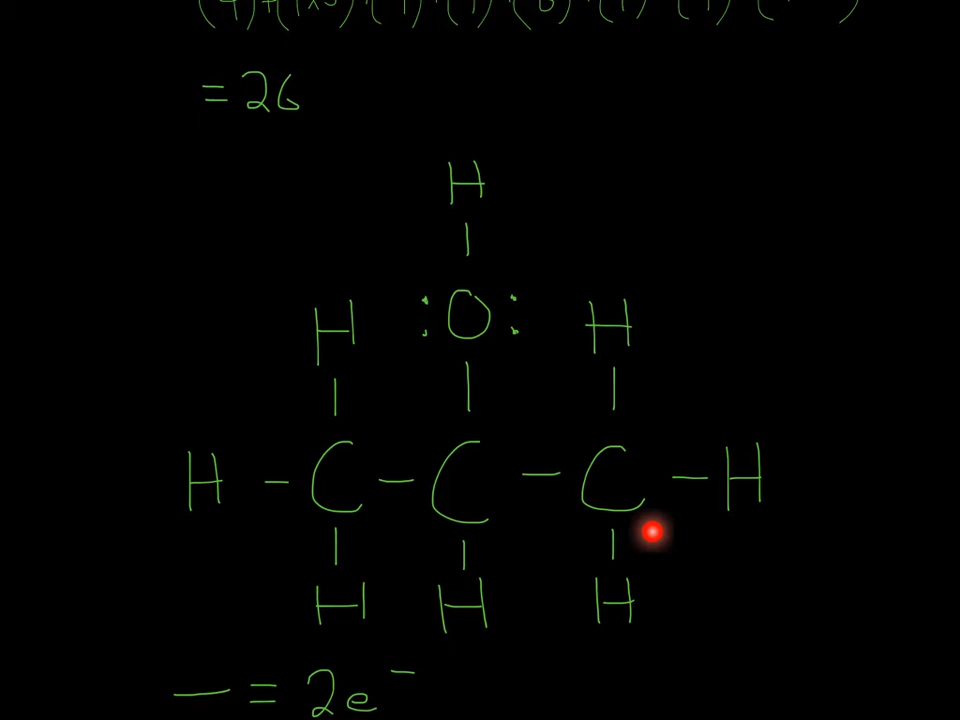 = 26
H
H :O: H
H - C - C - C - H
H H H
— = 2e⁻